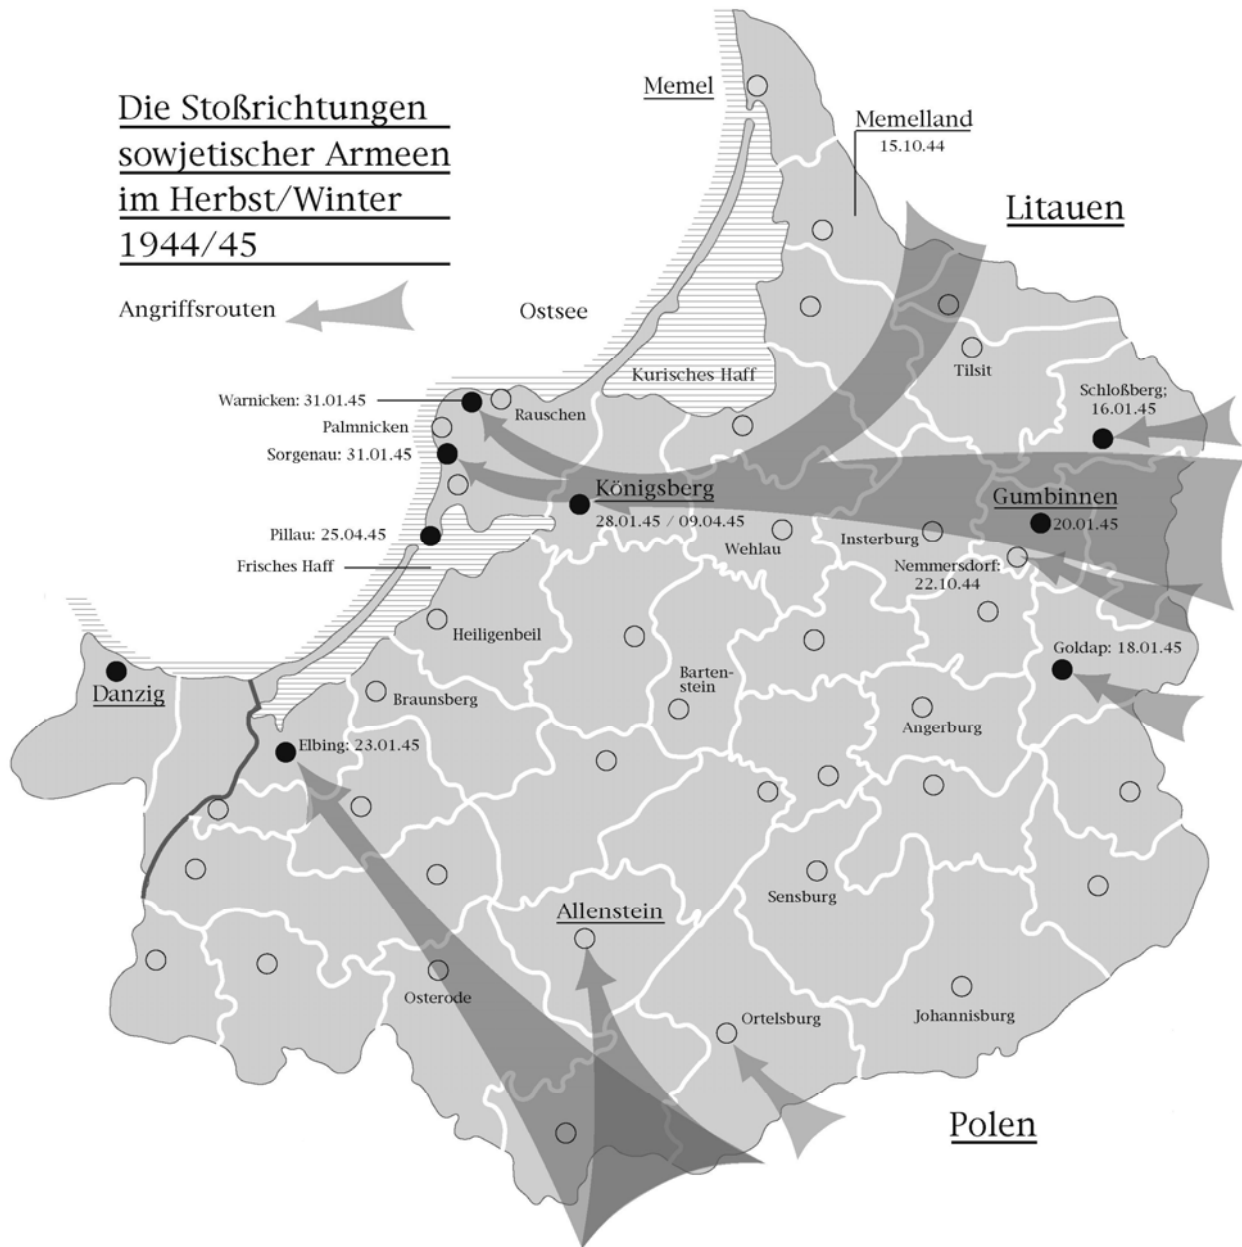 Die Stoßrichtungen
sowjetischer Armeen
im Herbst/Winter
1944/45
Angriffsrouten
Memel
Memelland
15.10.44
Litauen
Ostsee
Kurisches Haff
Tilsit
Schloßberg;
16.01.45
Warnicken: 31.01.45
Rauschen
Palmnicken
Sorgenau: 31.01.45
Königsberg
28.01.45 / 09.04.45
Gumbinnen
20.01.45
Pillau: 25.04.45
Wehlau
Insterburg
Frisches Haff
Nemmersdorf:
22.10.44
Heiligenbeil
Goldap: 18.01.45
Danzig
Braunsberg
Barten-
stein
Angerburg
Elbing: 23.01.45
Sensburg
Allenstein
Osterode
Ortelsburg
Johannisburg
Polen